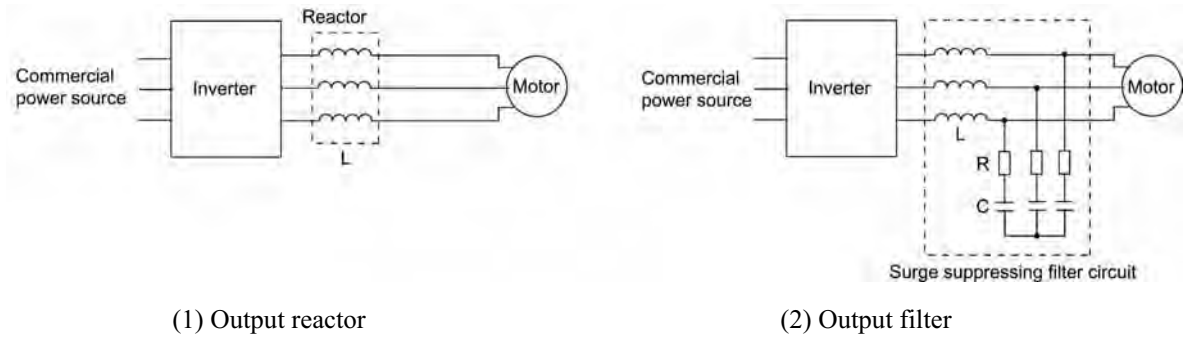 Reactor
Commercial
power source
Inverter
Motor
L
(1) Output reactor
Commercial
power source
Inverter
Motor
L
R
C
Surge suppressing filter circuit
(2) Output filter